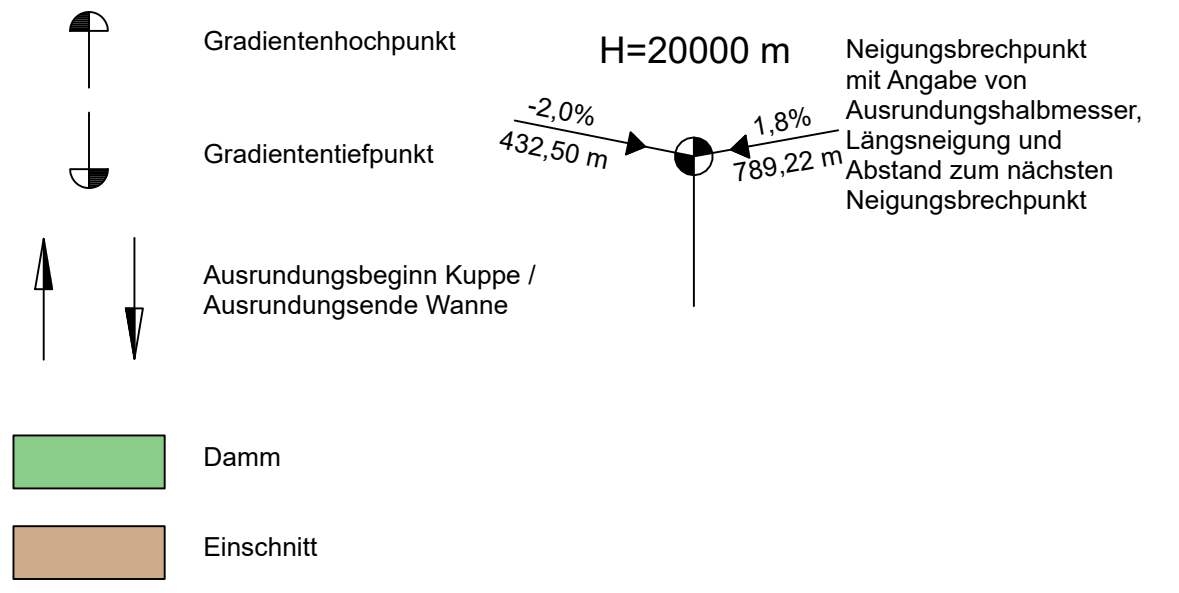 Gradientenhochpunkt
Gradiententiefpunkt
Ausrundungsbeginn Kuppe /
Ausrundungsende Wanne
Damm
Einschnitt
H=20000 m
-2,0%
432,50 m
1,8%
789,22 m
Neigungsbrechpunkt
mit Angabe von
Ausrundungshalbmesser,
Längsneigung und
Abstand zum nächsten
Neigungsbrechpunkt